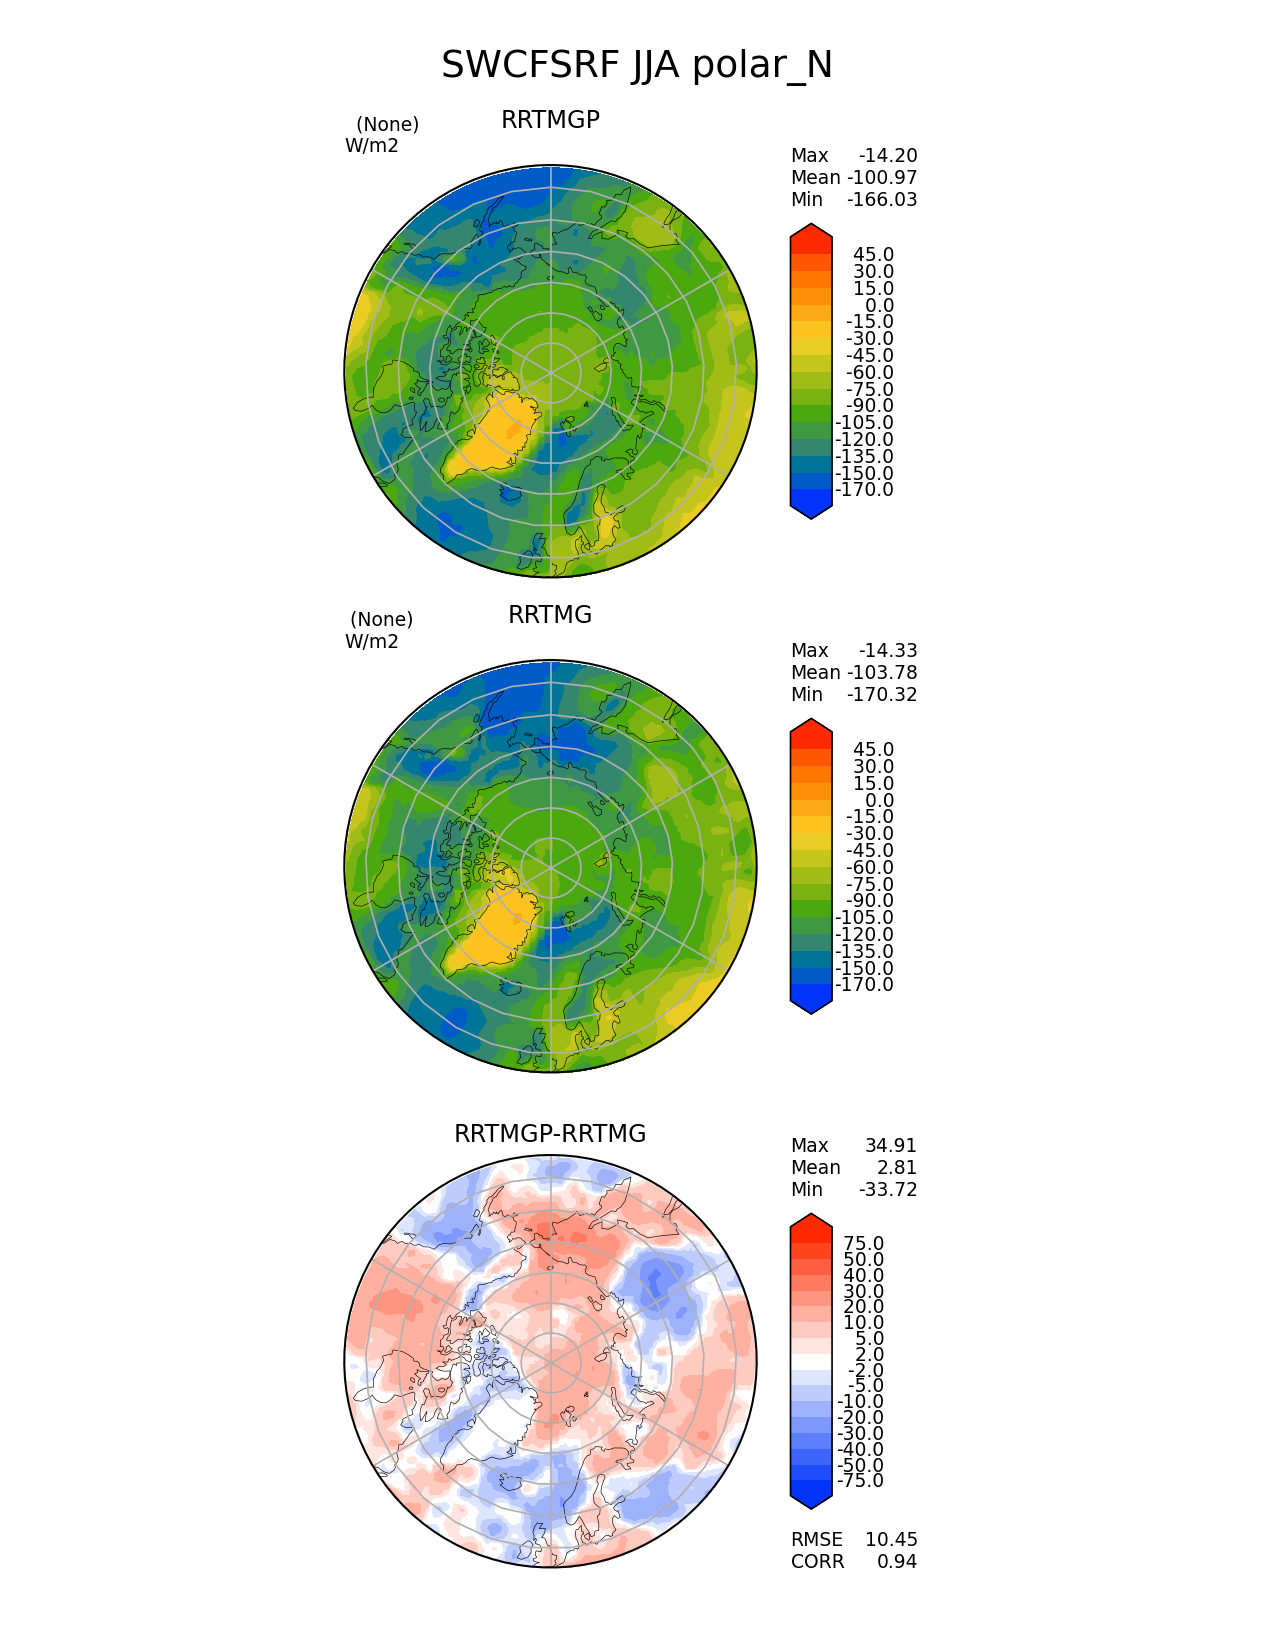 SWCFSRF JJA polar_N
(None)
RRTMGP
W/m2
Max -14.20
Mean -100.97
Min -166.03
45.0
30.0
15.0
0.0
-15.0
-30.0
-45.0
-60.0
-75.0
-90.0
-105.0
-120.0
-135.0
-150.0
-170.0
(None)
RRTMG
W/m2
Max -14.33
Mean -103.78
Min -170.32
45.0
30.0
15.0
0.0
-15.0
-30.0
-45.0
-60.0
-75.0
-90.0
-105.0
-120.0
-135.0
-150.0
-170.0
RRTMGP-RRTMG
Max 34.91
Mean 2.81
Min -33.72
75.0
50.0
40.0
30.0
20.0
10.0
5.0
2.0
-2.0
-5.0
-10.0
-20.0
-30.0
-40.0
-50.0
-75.0
RMSE 10.45
CORR 0.94